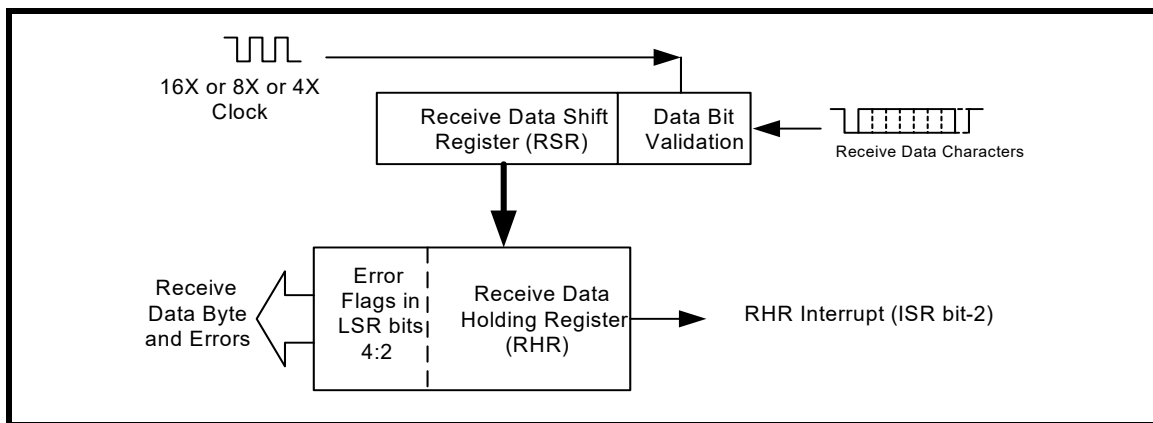 16X or 8X or 4X
Clock
Receive Data Shift
Register (RSR)
Data Bit
Validation
Receive Data Characters
Receive
Data Byte
and Errors
Error
Flags in
LSR bits
4:2
Receive Data
Holding Register
(RHR)
RHR Interrupt (ISR bit-2)